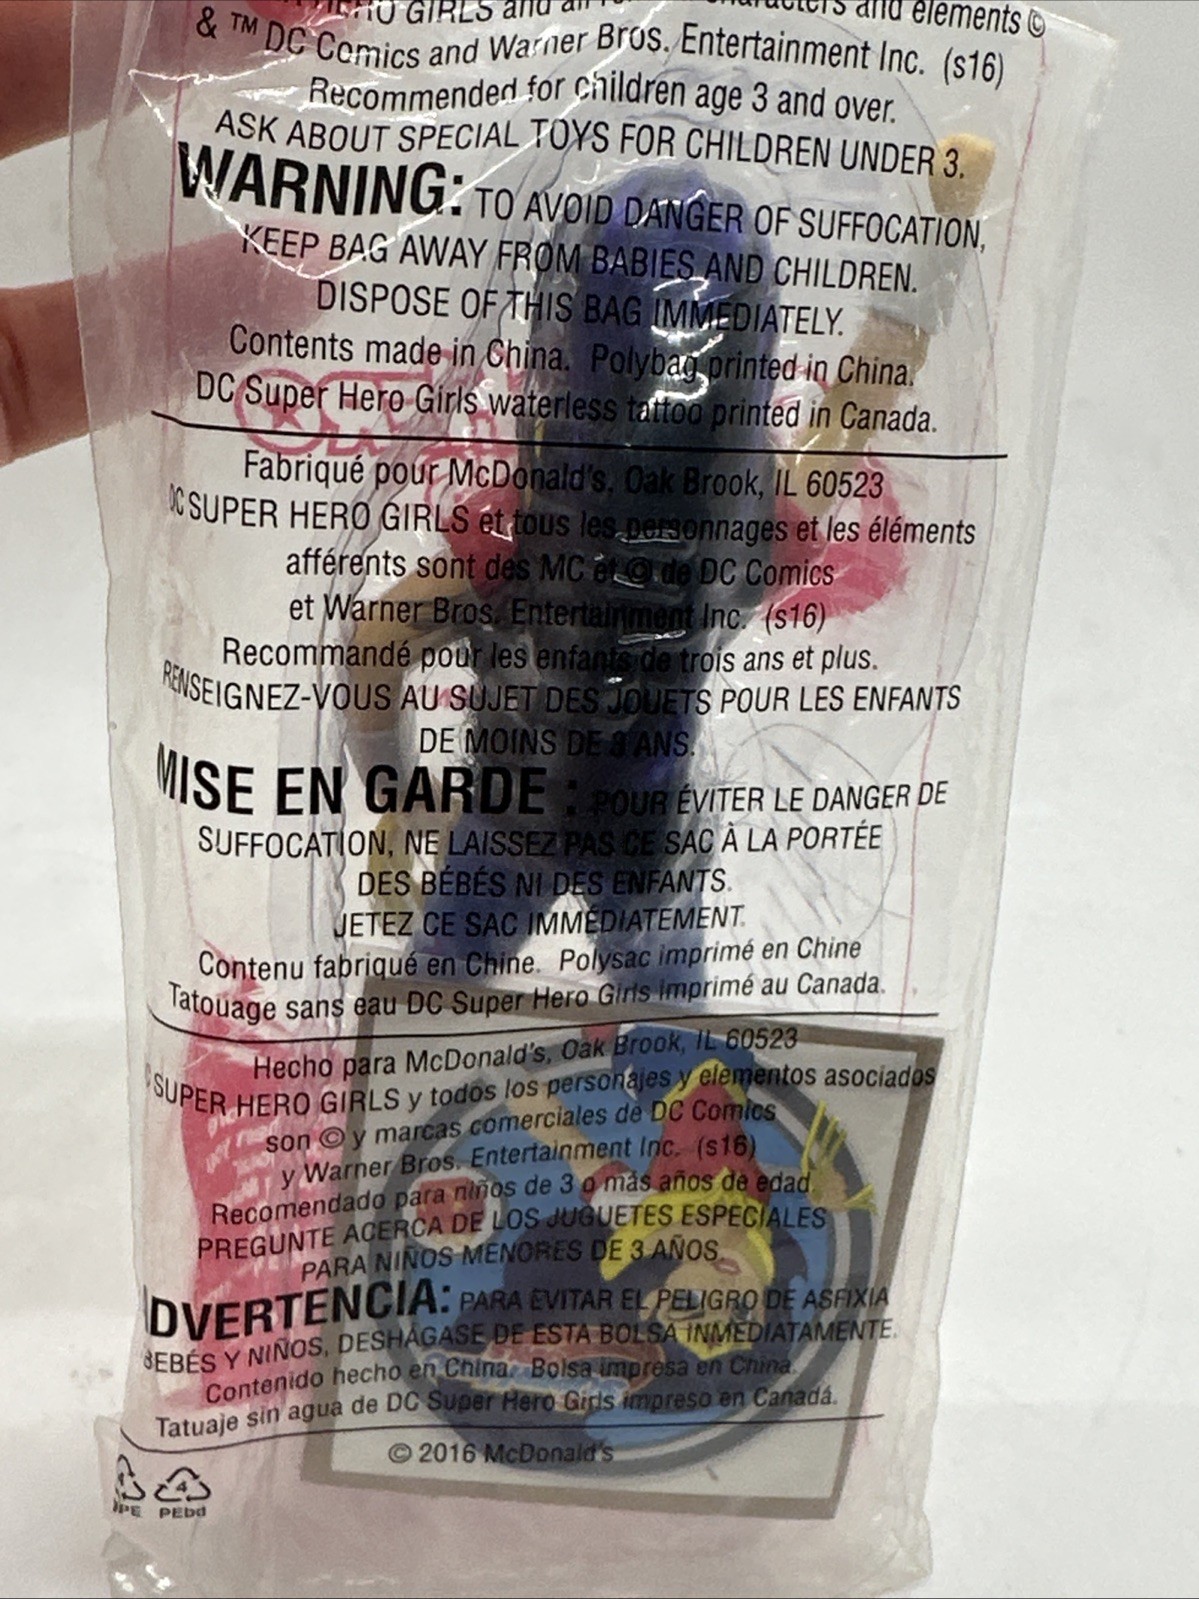 HERO GIRLS and all characters and elements ©
& ™ DC Comics and Warner Bros. Entertainment Inc. (s16)
Recommended for children age 3 and over.
ASK ABOUT SPECIAL TOYS FOR CHILDREN UNDER 3.
WARNING: TO AVOID DANGER OF SUFFOCATION,
KEEP BAG AWAY FROM BABIES AND CHILDREN.
DISPOSE OF THIS BAG IMMEDIATELY.
Contents made in China. Polybag printed in China.
DC Super Hero Girls waterless tattoo printed in Canada.
Fabriqué pour McDonald's, Oak Brook, IL 60523
DC SUPER HERO GIRLS et tous les personnages et les éléments
afférents sont des MC et © de DC Comics
et Warner Bros. Entertainment Inc. (s16)
Recommandé pour les enfants de trois ans et plus.
RENSEIGNEZ-VOUS AU SUJET DES JOUETS POUR LES ENFANTS
DE MOINS DE 3 ANS.
MISE EN GARDE : POUR ÉVITER LE DANGER DE
SUFFOCATION, NE LAISSEZ PAS CE SAC À LA PORTÉE
DES BÉBÉS NI DES ENFANTS.
JETEZ CE SAC IMMÉDIATEMENT.
Contenu fabriqué en Chine. Polysac imprimé en Chine
Tatouage sans eau DC Super Hero Girls imprimé au Canada.
Hecho para McDonald's, Oak Brook, IL 60523
SUPER HERO GIRLS y todos los personajes y elementos asociados
son © y marcas comerciales de DC Comics
y Warner Bros. Entertainment Inc. (s16)
Recomendado para niños de 3 o más años de edad
PREGUNTE ACERCA DE LOS JUGUETES ESPECIALES
PARA NIÑOS MENORES DE 3 AÑOS.
ADVERTENCIA: PARA EVITAR EL PELIGRO DE ASFIXIA
BEBÉS Y NIÑOS, DESHÁGASE DE ESTA BOLSA INMEDIATAMENTE.
Contenido hecho en China. Bolsa impresa en China.
Tatuaje sin agua de DC Super Hero Girls impreso en Canadá.
© 2016 McDonald's
4 4
PEbd